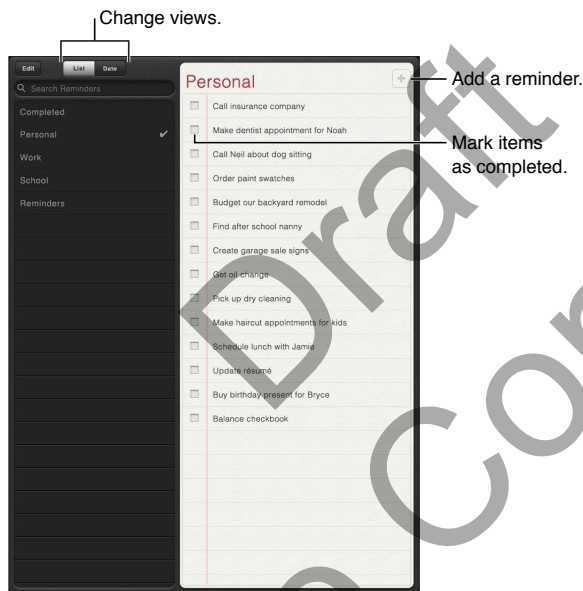 Change views.
Edit
List
Date
Search Reminders
Completed
Personal
Work
School
Reminders
Personal
Call insurance company
Make dentist appointment for Noah
Call Neil about dog sitting
Order paint swatches
Budget our backyard remodel
Find after school nanny
Create garage sale signs
Get oil change
Pick up dry cleaning
Make haircut appointments for kids
Schedule lunch with Jamie
Update résumé
Buy birthday present for Bryce
Balance checkbook
Add a reminder.
Mark items
as completed.
Draft